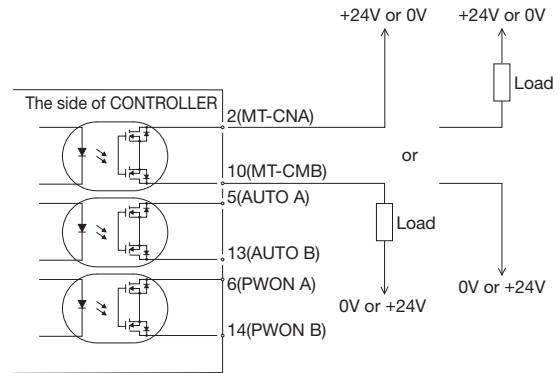 +24V or 0V
+24V or 0V
Load
The side of CONTROLLER
2(MT-CNA)
or
10(MT-CMB)
5(AUTO A)
Load
13(AUTO B)
6(PWON A)
0V or +24V
0V or +24V
14(PWON B)